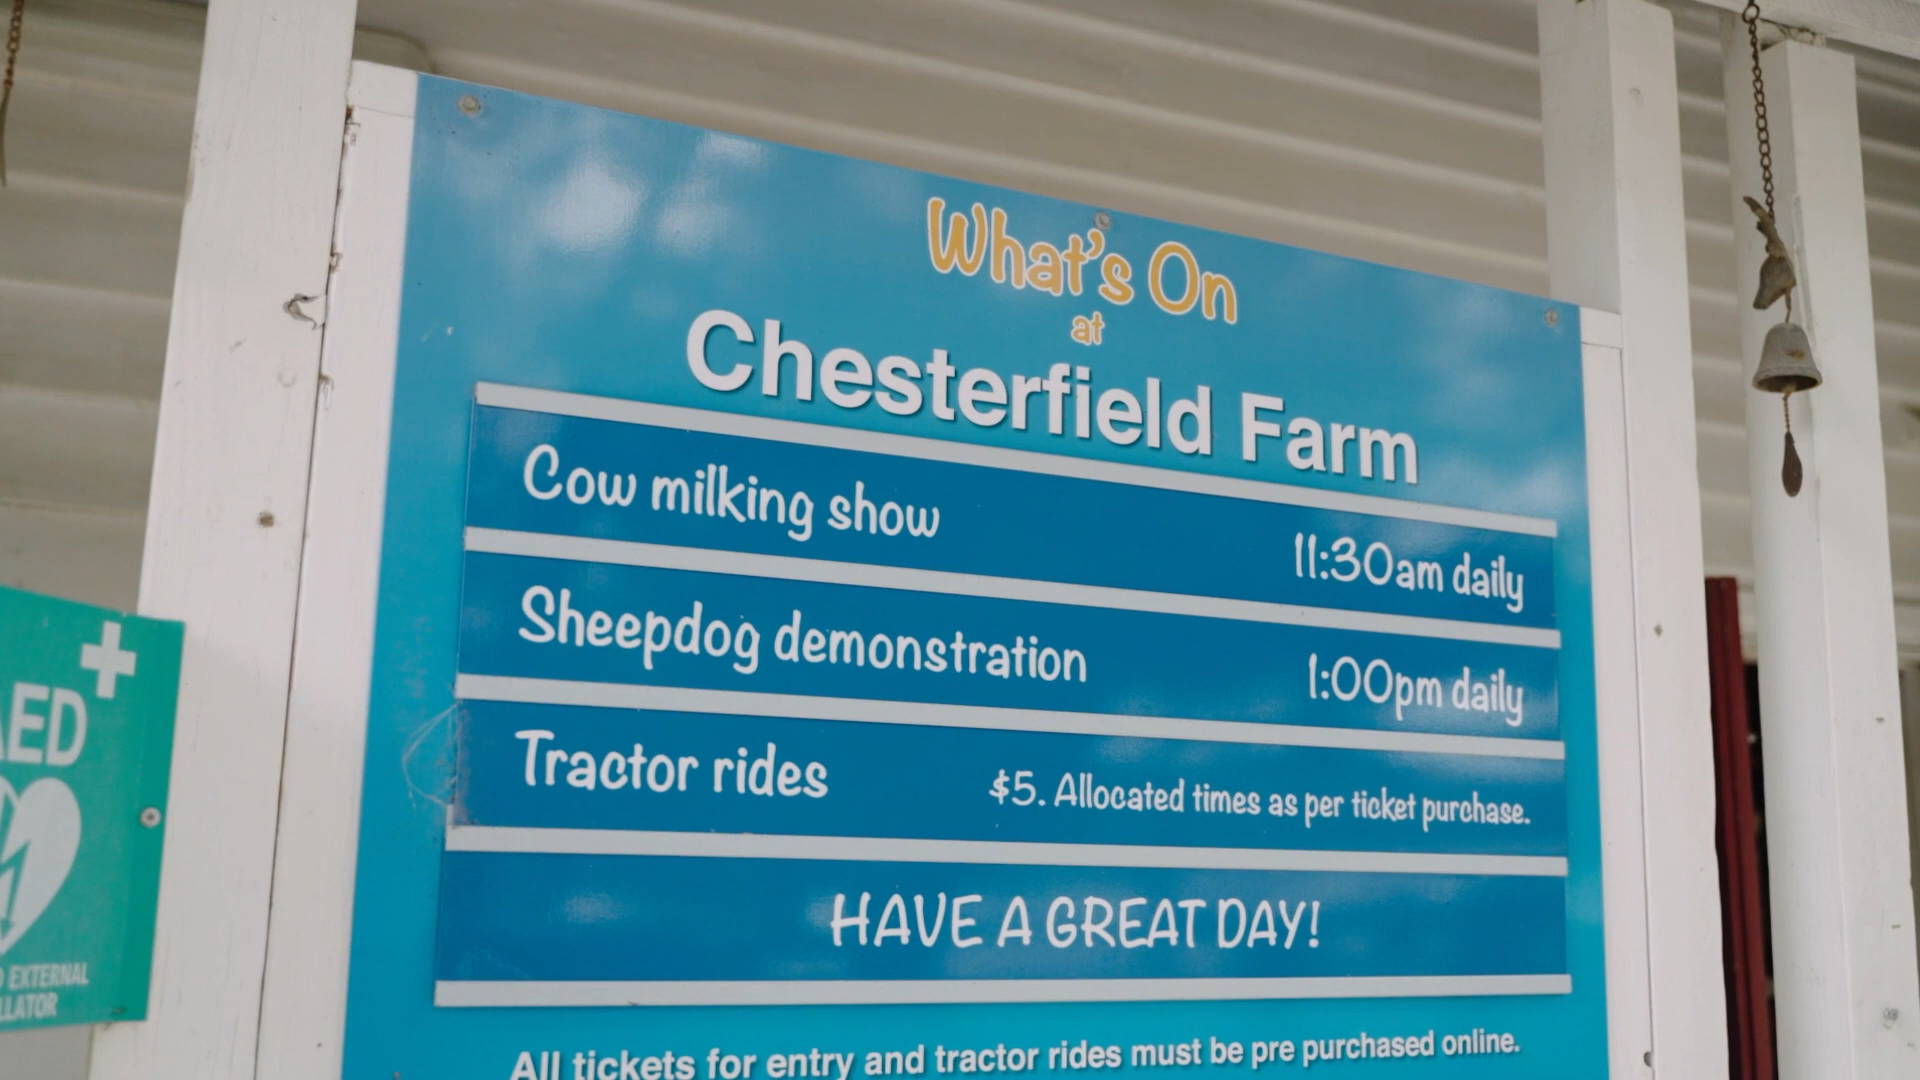 What's On
at
Chesterfield Farm
Cow milking show 11:30am daily
Sheepdog demonstration 1:00pm daily
Tractor rides $5. Allocated times as per ticket purchase.
HAVE A GREAT DAY!
All tickets for entry and tractor rides must be pre purchased online.
AED
EXTERNAL